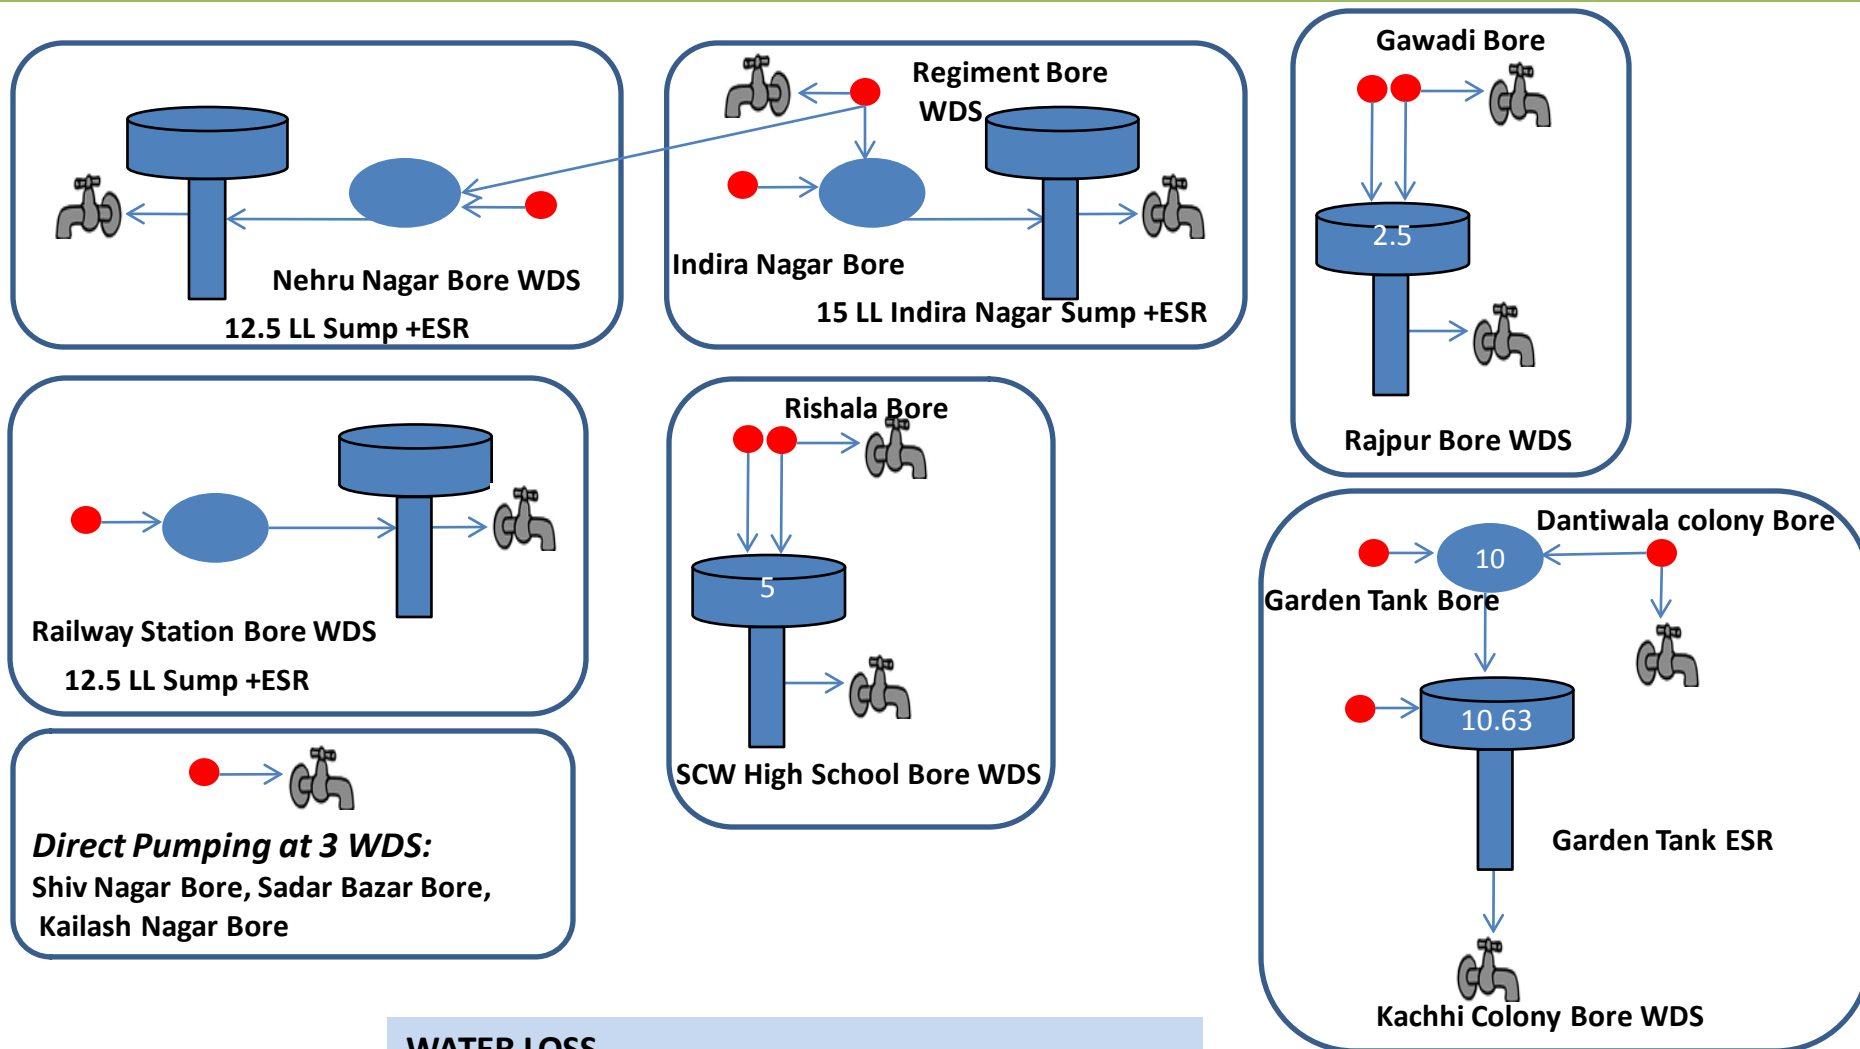 Nehru Nagar Bore WDS
12.5 LL Sump +ESR
Regiment Bore
WDS
Indira Nagar Bore
15 LL Indira Nagar Sump +ESR
Gawadi Bore
2.5
Rajpur Bore WDS
Railway Station Bore WDS
12.5 LL Sump +ESR
Rishala Bore
5
SCW High School Bore WDS
Dantiwala colony Bore
10
Garden Tank Bore
10.63
Garden Tank ESR
Kachhi Colony Bore WDS
Direct Pumping at 3 WDS:
Shiv Nagar Bore, Sadar Bazar Bore,
Kailash Nagar Bore
WATER LOSS